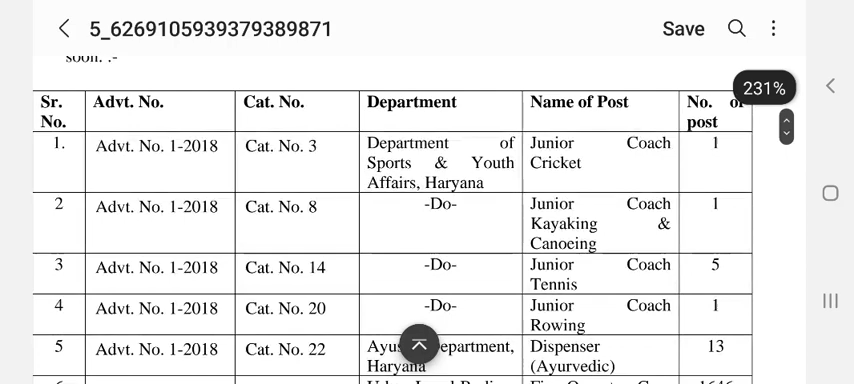 5_6269105939379389871 Save
soon. :-
231%
Sr. No. Advt. No. Cat. No. Department Name of Post No. of post
1. Advt. No. 1-2018 Cat. No. 3 Department of Sports & Youth Affairs, Haryana Junior Coach Cricket 1
2 Advt. No. 1-2018 Cat. No. 8 -Do- Junior Coach Kayaking & Canoeing 1
3 Advt. No. 1-2018 Cat. No. 14 -Do- Junior Coach Tennis 5
4 Advt. No. 1-2018 Cat. No. 20 -Do- Junior Coach Rowing 1
5 Advt. No. 1-2018 Cat. No. 22 Haryana Dispenser (Ayurvedic) 13